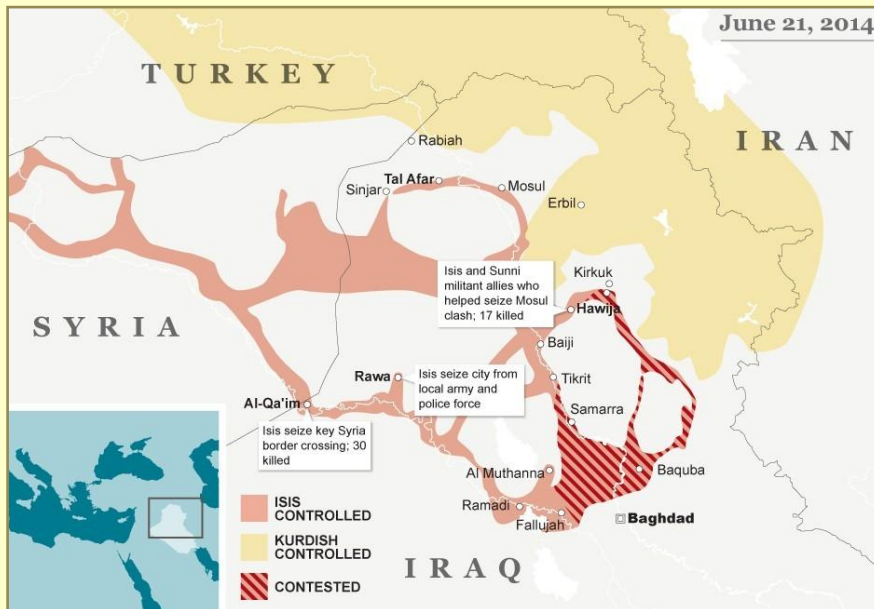 June 21, 2014
TURKEY
IRAN
Rabiah
Tal Afar
Sinjar
Mosul
Erbil
Isis and Sunni
militant allies who
helped seize Mosul
clash; 17 killed
Kirkuk
Hawija
SYRIA
Baiji
Rawa
Isis seize city from
local army and
police force
Tikrit
Al-Qa'im
Samarra
Isis seize key Syria
border crossing; 30
killed
Al Muthanna
Baquba
Ramadi
Fallujah
Baghdad
IRAQ
ISIS
CONTROLLED
KURDISH
CONTROLLED
CONTESTED